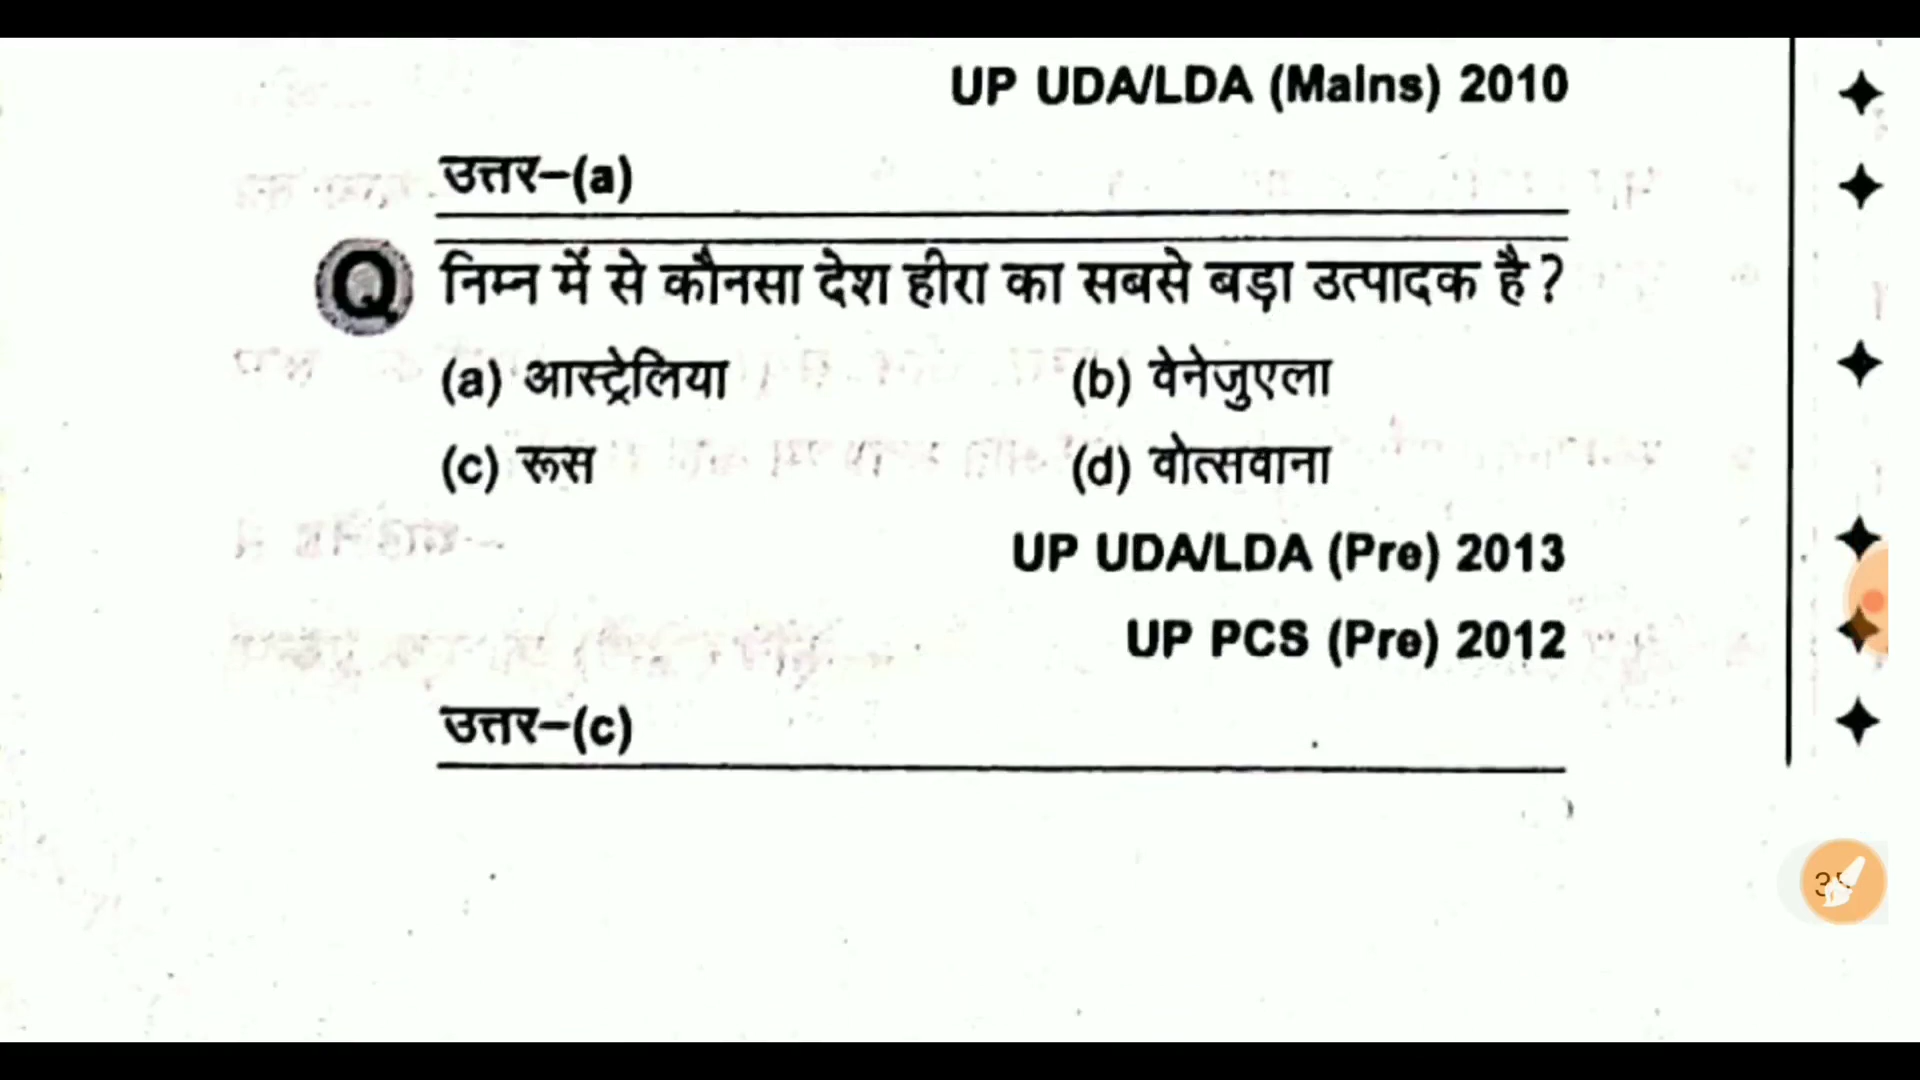 UP UDA/LDA (Mains) 2010
उत्तर–(a)
Q निम्न में से कौनसा देश हीरा का सबसे बड़ा उत्पादक है ?
(a) आस्ट्रेलिया (b) वेनेजुएला
(c) रूस (d) वोत्सवाना
UP UDA/LDA (Pre) 2013
UP PCS (Pre) 2012
उत्तर–(c)